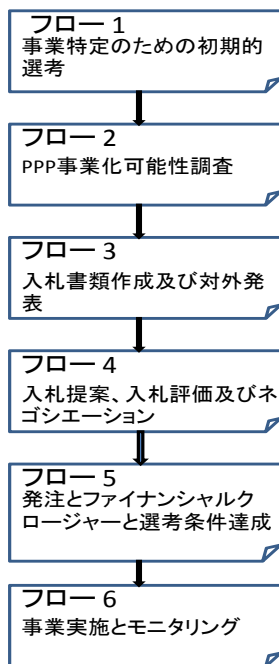 フロー 1
事業特定のための初期的
選考
フロー 2
PPP事業化可能性調査
フロー 3
入札書類作成及び対外発
表
フロー 4
入札提案、入札評価及びネ
ゴシエーション
フロー 5
発注とファイナンシャルク
ロージャーと選考条件達成
フロー 6
事業実施とモニタリング